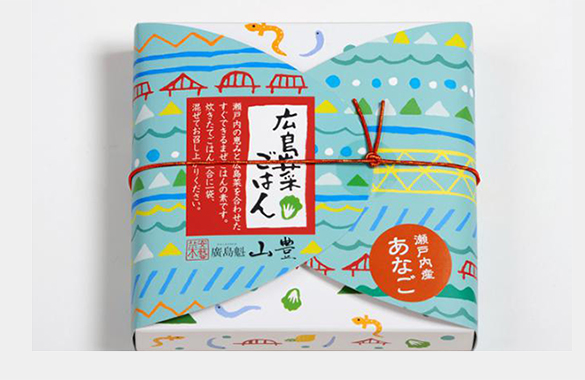 広島菜
ごはん
瀬戸内の恵みと広島菜を合わせた
すぐできるまぜごはんの素です。
炊きたてごはん一合に一袋、
混ぜてお召し上がりください。
廣島魁
山豊
瀬戸内産
あなご